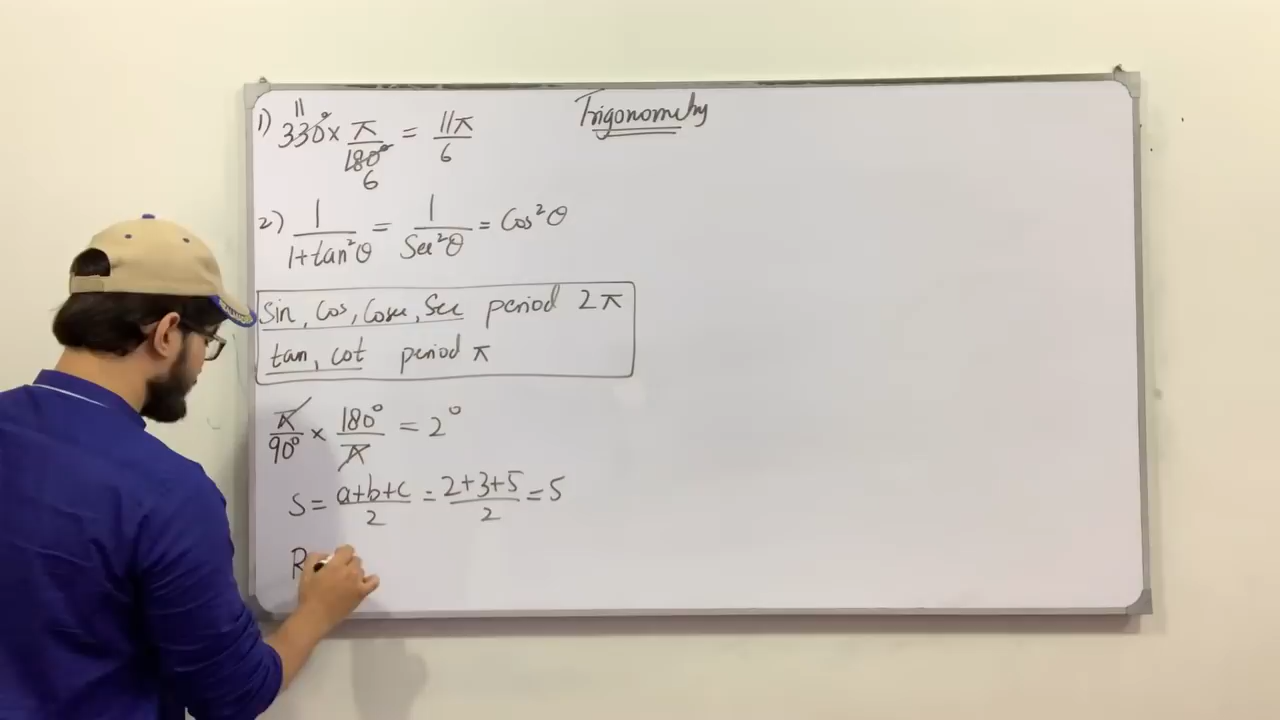 Trigonometry
1) 330° × π/180° = 11π/6
11
6
2) 1/(1+tan²θ) = 1/Sec²θ = Cos²θ
Sin, Cos, Cosec, Sec period 2π
tan, cot period π
π/90° × 180°/π = 2°
S = (a+b+c)/2 = (2+3+5)/2 = 5
R